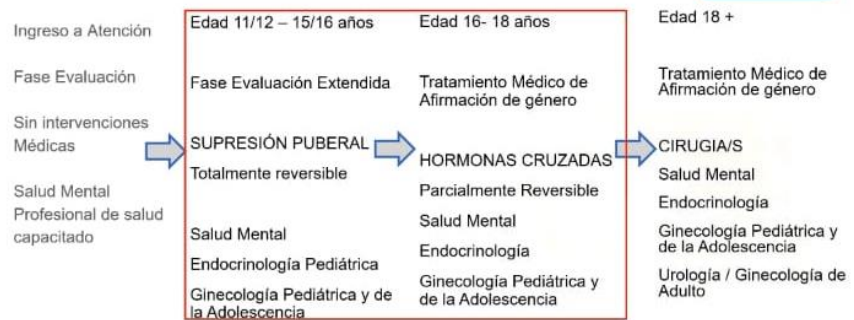 Ingreso a Atención
Fase Evaluación
Sin intervenciones
Médicas
Salud Mental
Profesional de salud
capacitado
Edad 11/12 – 15/16 años
Fase Evaluación Extendida
SUPRESIÓN PUBERAL
Totalmente reversible
Salud Mental
Endocrinología Pediátrica
Ginecología Pediátrica y de
la Adolescencia
Edad 16- 18 años
Tratamiento Médico de
Afirmación de género
HORMONAS CRUZADAS
Parcialmente Reversible
Salud Mental
Endocrinología
Ginecología Pediátrica y
de la Adolescencia
Edad 18 +
Tratamiento Médico de
Afirmación de género
CIRUGIA/S
Salud Mental
Endocrinología
Ginecología Pediátrica y
de la Adolescencia
Urología / Ginecología de
Adulto